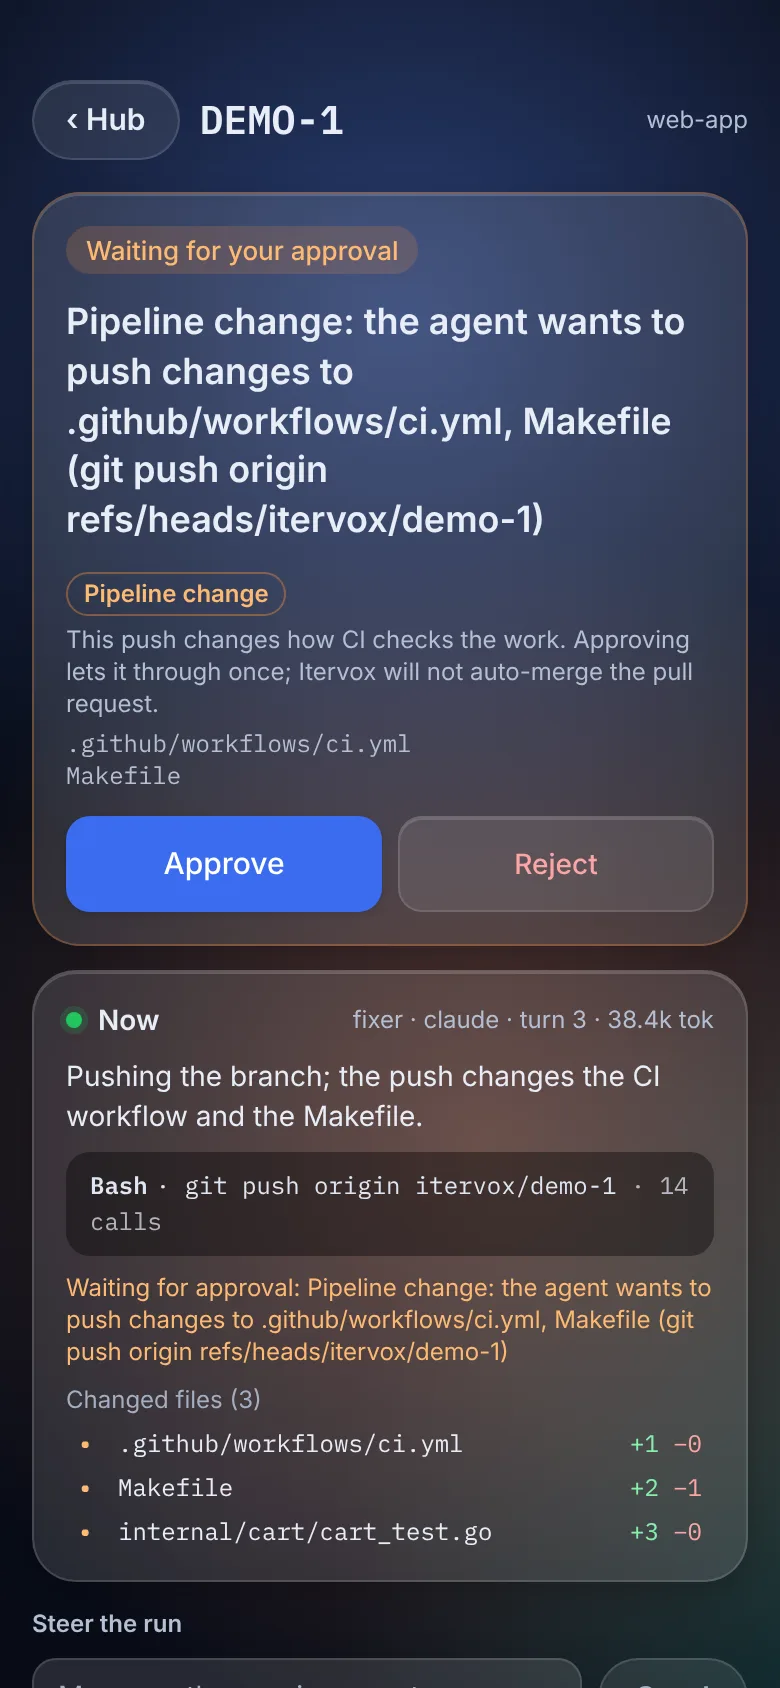 ‹ Hub DEMO-1 web-app
Waiting for your approval
Pipeline change: the agent wants to
push changes to
.github/workflows/ci.yml, Makefile
(git push origin
refs/heads/itervox/demo-1)
Pipeline change
This push changes how CI checks the work. Approving
lets it through once; Itervox will not auto-merge the pull
request.
.github/workflows/ci.yml
Makefile
Approve Reject
Now fixer · claude · turn 3 · 38.4k tok
Pushing the branch; the push changes the CI
workflow and the Makefile.
Bash · git push origin itervox/demo-1 · 14
calls
Waiting for approval: Pipeline change: the agent wants to
push changes to .github/workflows/ci.yml, Makefile (git
push origin refs/heads/itervox/demo-1)
Changed files (3)
• .github/workflows/ci.yml +1 −0
• Makefile +2 −1
• internal/cart/cart_test.go +3 −0
Steer the run